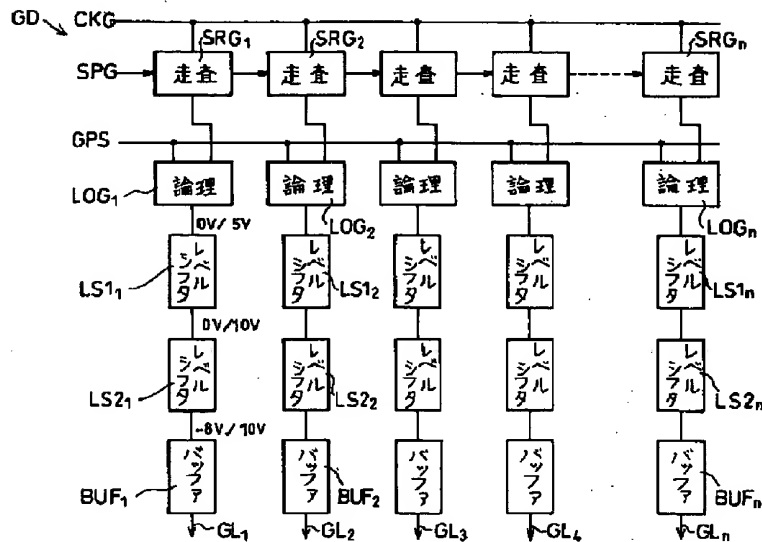 GD CKG
SRG₁ SRG₂ SRGₙ
SPG 走査 走査 走査 走査 走査
GPS
LOG₁ 論理 論理 論理 論理 論理
LOG₂ LOGₙ
0V/5V
LS1₁ レベルシフタ レベルシフタ LS1₂ レベルシフタ レベルシフタ レベルシフタ LS1ₙ
0V/10V
LS2₁ レベルシフタ レベルシフタ LS2₂ レベルシフタ レベルシフタ レベルシフタ LS2ₙ
-8V/10V
BUF₁ バッファ バッファ BUF₂ バッファ バッファ バッファ BUFₙ
GL₁ GL₂ GL₃ GL₄ GLₙ